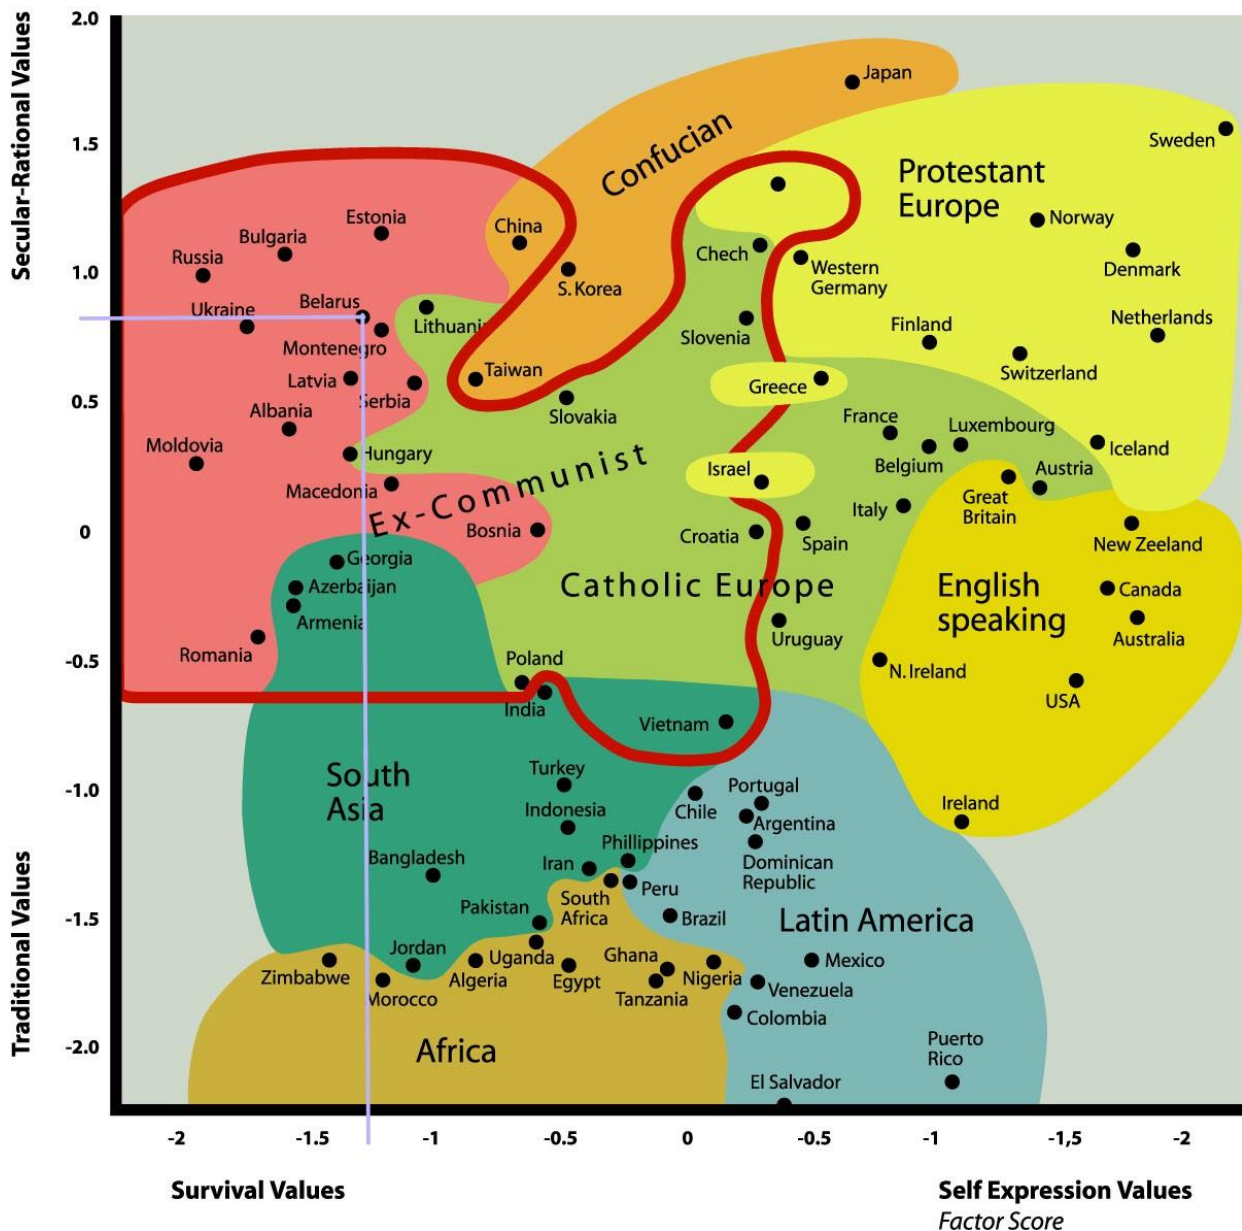 Secular-Rational Values
Traditional Values
2.0
1.5
1.0
0.5
0
-0.5
-1.0
-1.5
-2.0
Japan
Confucian
Sweden
Protestant
Europe
Norway
Denmark
Netherlands
Estonia
Bulgaria
Russia
China
S. Korea
Chech
Western
Germany
Ukraine
Belarus
Lithuania
Montenegro
Slovenia
Finland
Switzerland
Latvia
Serbia
Taiwan
Greece
Albania
Slovakia
France
Luxembourg
Belgium
Iceland
Moldovia
Hungary
Macedonia
Ex-Communist
Israel
Great
Britain
Austria
Italy
Bosnia
Croatia
Spain
New Zeeland
Georgia
Azerbaijan
Armenia
Catholic Europe
English
speaking
Canada
Australia
Romania
Uruguay
N. Ireland
USA
Poland
India
Vietnam
South
Asia
Turkey
Indonesia
Chile
Portugal
Argentina
Dominican
Republic
Ireland
Bangladesh
Iran
Phillippines
South
Africa
Peru
Pakistan
Brazil
Latin America
Zimbabwe
Jordan
Morocco
Algeria
Uganda
Egypt
Ghana
Tanzania
Nigeria
Mexico
Venezuela
Colombia
Africa
Puerto
Rico
El Salvador
-2 -1.5 -1 -0.5 0 -0.5 -1 -1,5 -2
Survival Values
Self Expression Values
Factor Score